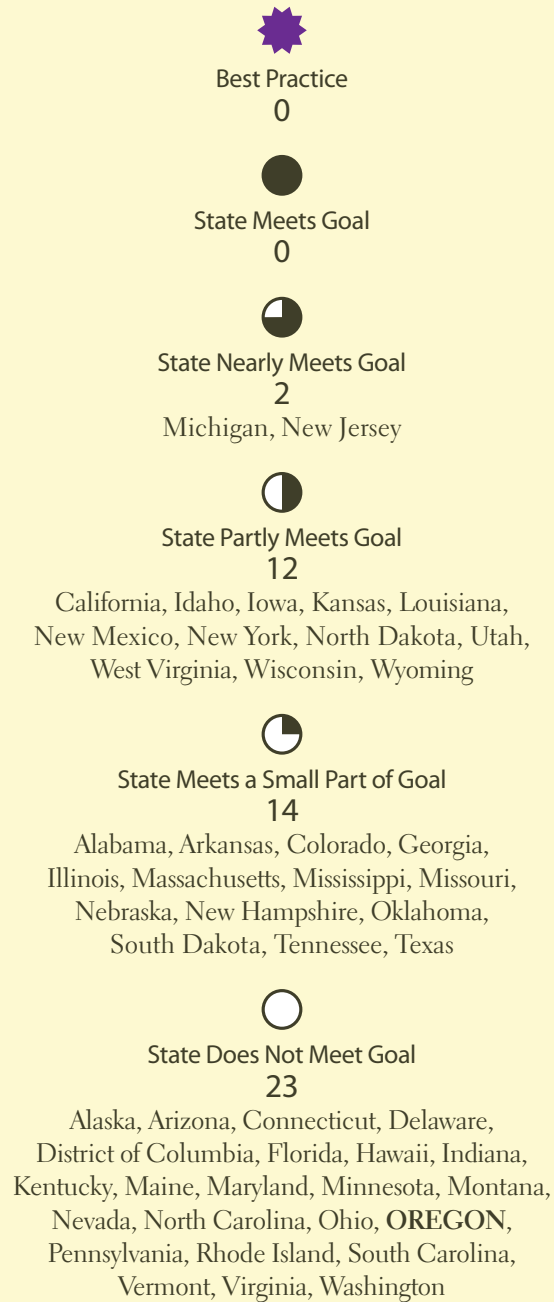 Best Practice
0
State Meets Goal
0
State Nearly Meets Goal
2
Michigan, New Jersey
State Partly Meets Goal
12
California, Idaho, Iowa, Kansas, Louisiana,
New Mexico, New York, North Dakota, Utah,
West Virginia, Wisconsin, Wyoming
State Meets a Small Part of Goal
14
Alabama, Arkansas, Colorado, Georgia,
Illinois, Massachusetts, Mississippi, Missouri,
Nebraska, New Hampshire, Oklahoma,
South Dakota, Tennessee, Texas
State Does Not Meet Goal
23
Alaska, Arizona, Connecticut, Delaware,
District of Columbia, Florida, Hawaii, Indiana,
Kentucky, Maine, Maryland, Minnesota, Montana,
Nevada, North Carolina, Ohio, OREGON,
Pennsylvania, Rhode Island, South Carolina,
Vermont, Virginia, Washington